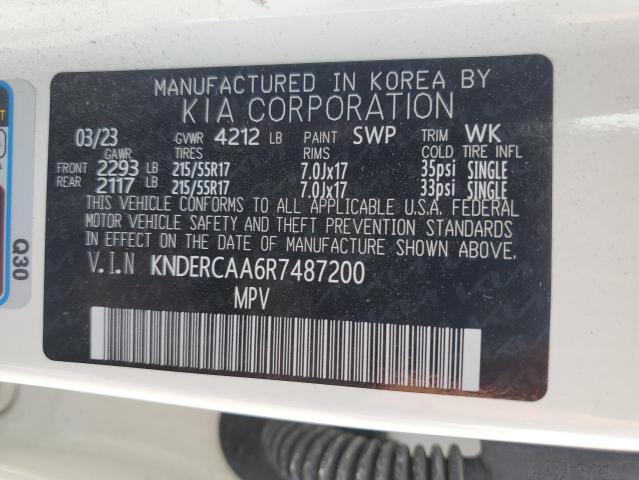 MANUFACTURED IN KOREA BY
KIA CORPORATION
03/23 GVWR 4212 LB PAINT SWP TRIM WK
GAWR TIRES RIMS COLD TIRE INFL
FRONT 2293 LB 215/55R17 7.0Jx17 35psi SINGLE
REAR 2117 LB 215/55R17 7.0Jx17 33psi SINGLE
THIS VEHICLE CONFORMS TO ALL APPLICABLE U.S.A. FEDERAL
MOTOR VEHICLE SAFETY AND THEFT PREVENTION STANDARDS
IN EFFECT ON THE DATE OF MANUFACTURE SHOWN ABOVE.
V.I.N KNDERCAA6R7487200
MPV
Q30